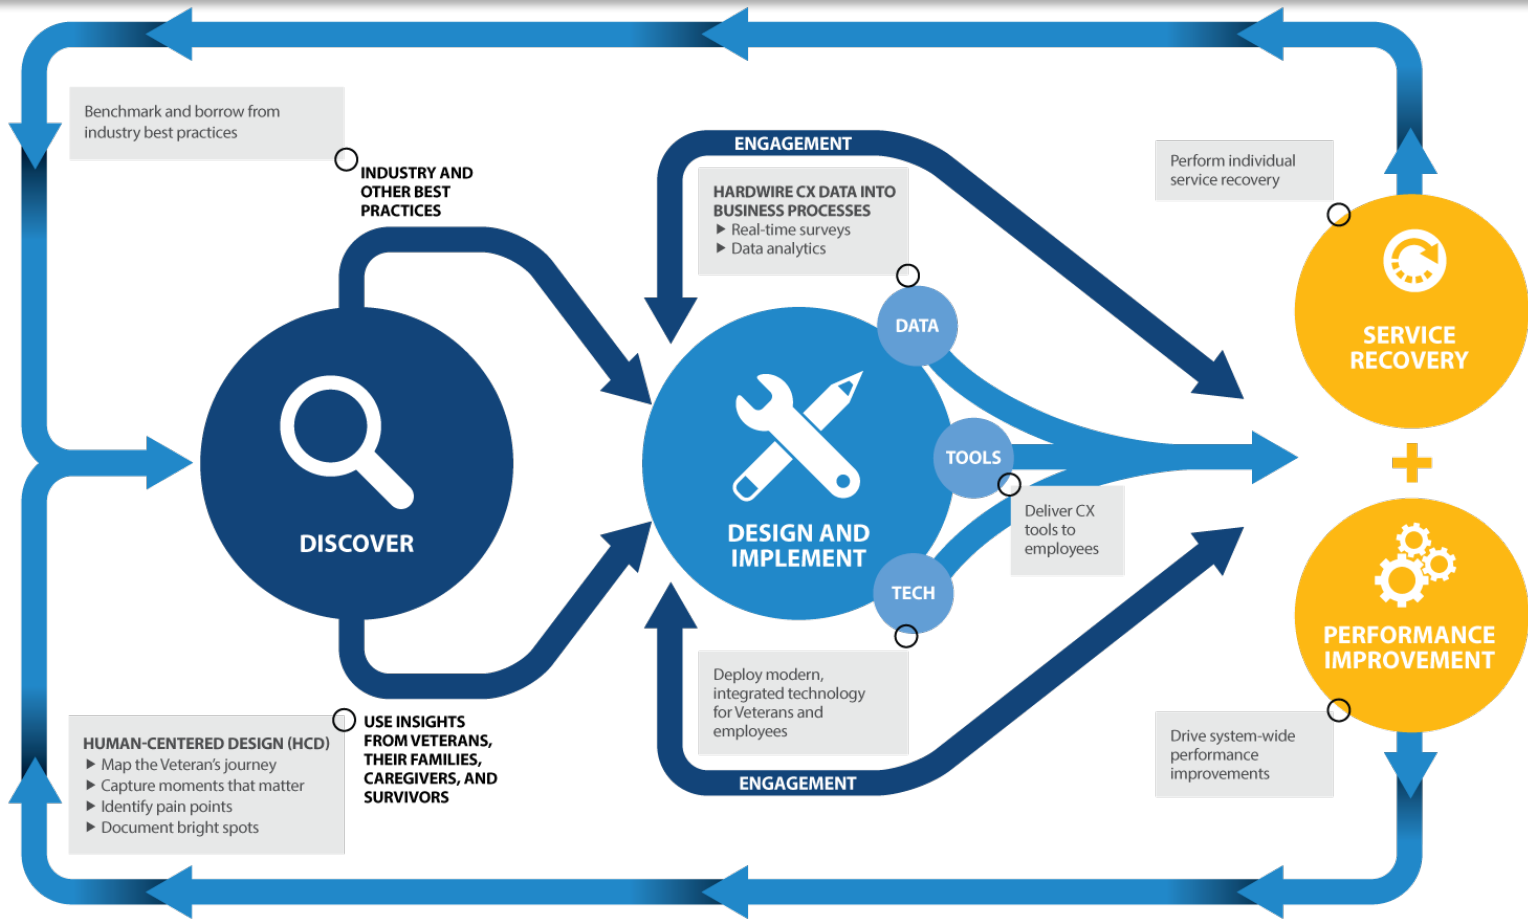 Benchmark and borrow from
industry best practices
INDUSTRY AND
OTHER BEST
PRACTICES
DISCOVER
HUMAN-CENTERED DESIGN (HCD)
▶ Map the Veteran's journey
▶ Capture moments that matter
▶ Identify pain points
▶ Document bright spots
USE INSIGHTS
FROM VETERANS,
THEIR FAMILIES,
CAREGIVERS, AND
SURVIVORS
ENGAGEMENT
HARDWIRE CX DATA INTO
BUSINESS PROCESSES
▶ Real-time surveys
▶ Data analytics
DATA
TOOLS
TECH
DESIGN AND
IMPLEMENT
Deliver CX
tools to
employees
Deploy modern,
integrated technology
for Veterans and
employees
ENGAGEMENT
Perform individual
service recovery
SERVICE
RECOVERY
+
PERFORMANCE
IMPROVEMENT
Drive system-wide
performance
improvements